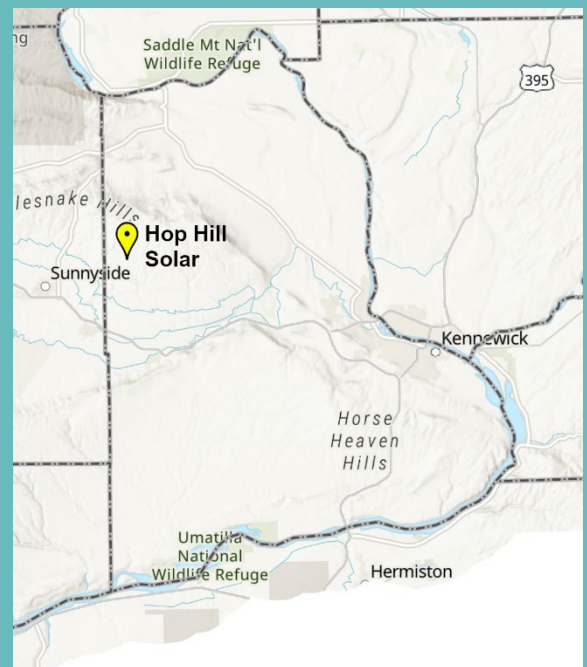 ng
Saddle Mt Nat'l
Wildlife Refuge
395
lesnake Hills
Hop Hill
Solar
Sunnyside
Kennewick
Horse
Heaven
Hills
Umatilla
National
Wildlife Refuge
Hermiston